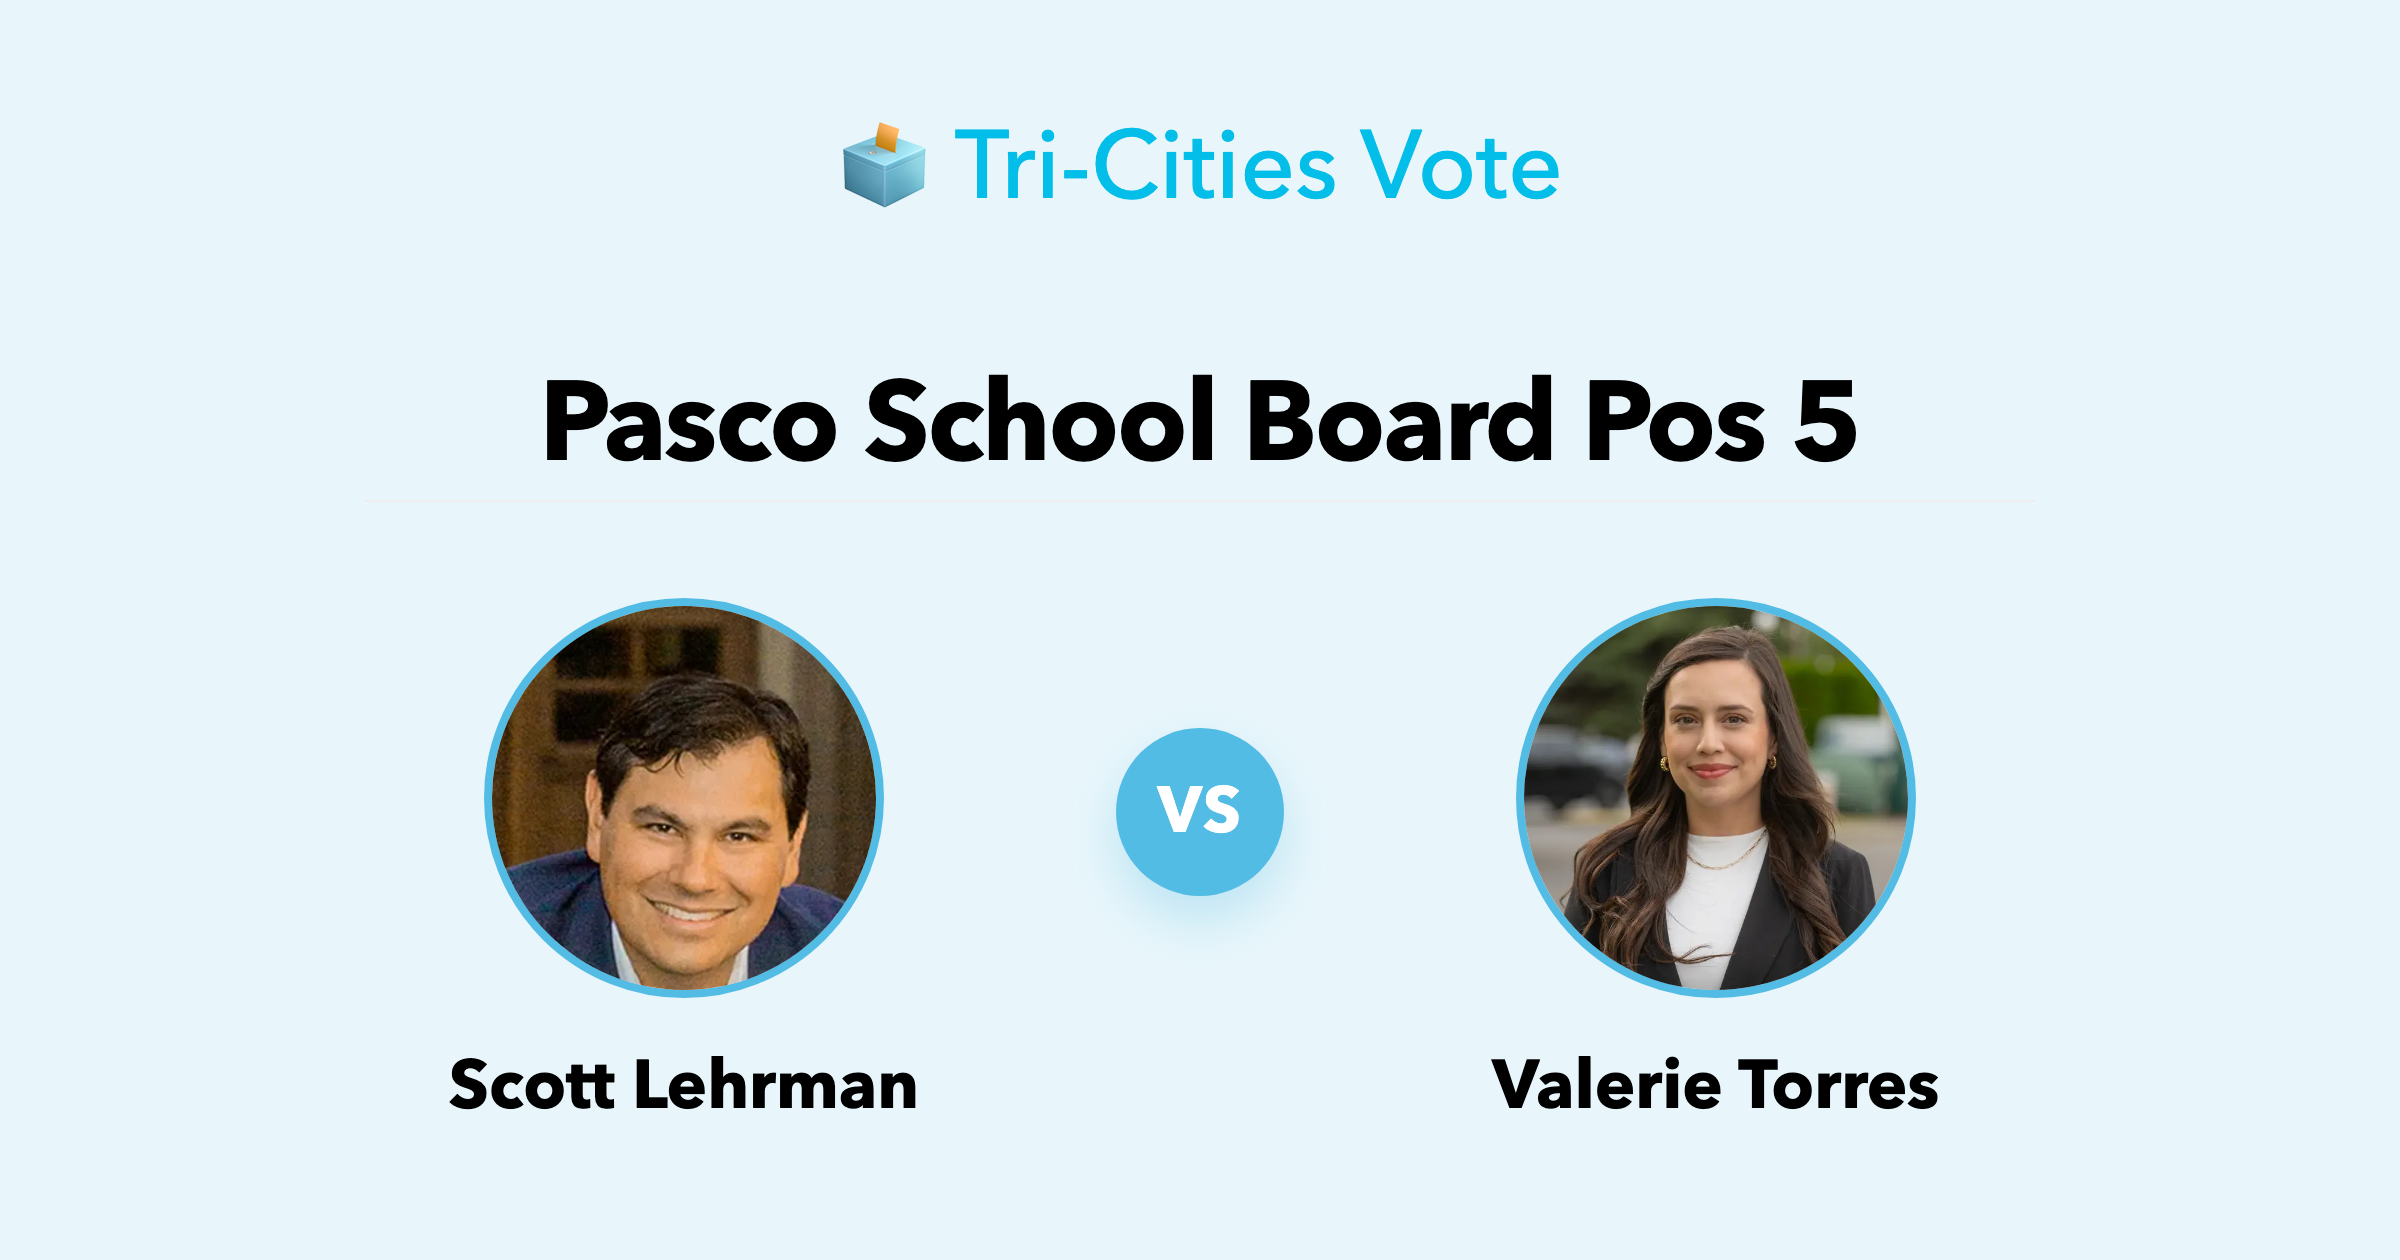 Tri-Cities Vote
Pasco School Board Pos 5
VS
Scott Lehrman
Valerie Torres